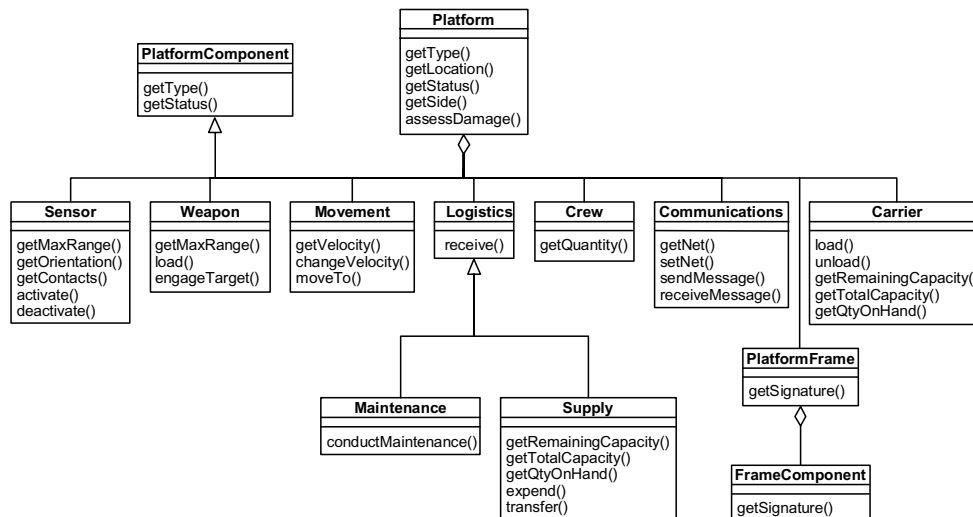 Platform
getType()
getLocation()
getStatus()
getSide()
assessDamage()
PlatformComponent
getType()
getStatus()
Sensor
getMaxRange()
getOrientation()
getContacts()
activate()
deactivate()
Weapon
getMaxRange()
load()
engageTarget()
Movement
getVelocity()
changeVelocity()
moveTo()
Logistics
receive()
Crew
getQuantity()
Communications
getNet()
setNet()
sendMessage()
receiveMessage()
Carrier
load()
unload()
getRemainingCapacity()
getTotalCapacity()
getQtyOnHand()
PlatformFrame
getSignature()
Maintenance
conductMaintenance()
Supply
getRemainingCapacity()
getTotalCapacity()
getQtyOnHand()
expend()
transfer()
FrameComponent
getSignature()